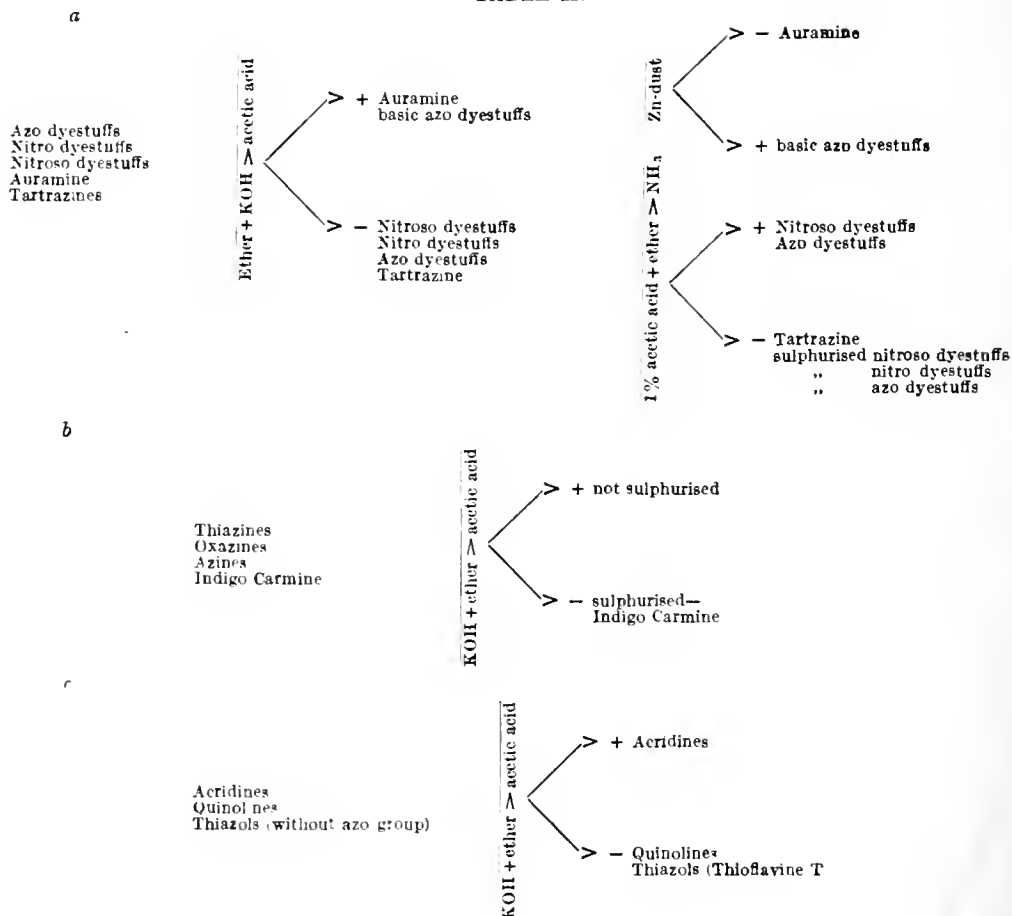 a
Azo dyestuffs
Nitro dyestuffs
Nitroso dyestuffs
Auramine
Tartrazines
Ether + KOH > acetic acid
> + Auramine
basic azo dyestuffs
> − Nitroso dyestuffs
Nitro dyestuffs
Azo dyestuffs
Tartrazine
Zn-dust
> − Auramine
> + basic azo dyestuffs
1% acetic acid + ether > NH₃
> + Nitroso dyestuffs
Azo dyestuffs
> − Tartrazine
sulphurised nitroso dyestuffs
„ nitro dyestuffs
„ azo dyestuffs
b
Thiazines
Oxazines
Azines
Indigo Carmine
KOH + ether > acetic acid
> + not sulphurised
> − sulphurised—
Indigo Carmine
c
Acridines
Quinol nes
Thiazols (without azo group)
KOH + ether > acetic acid
> + Acridines
> − Quinolines
Thiazols (Thioflavine T